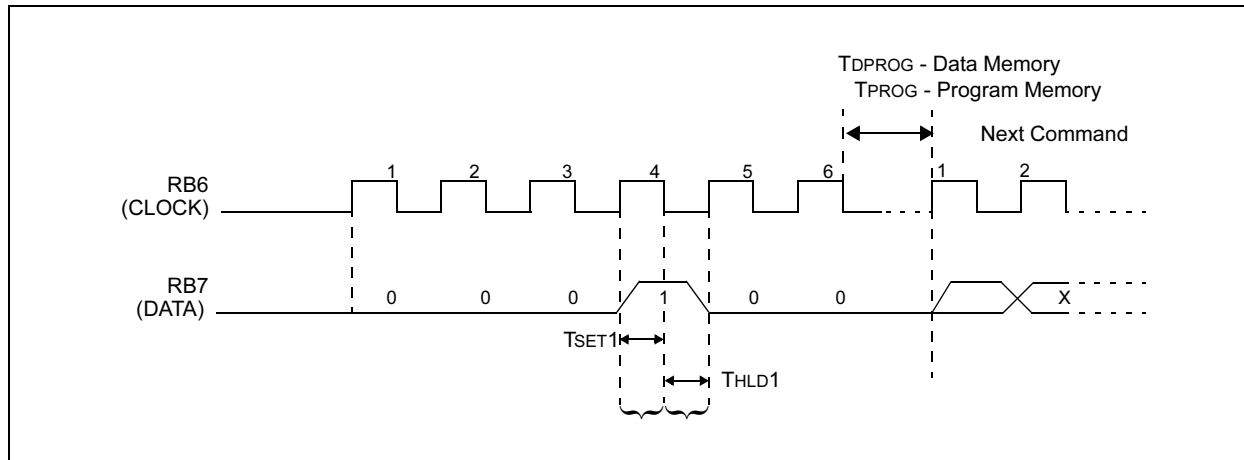 TDPROG - Data Memory
TPROG - Program Memory
Next Command
1 2 3 4 5 6 1 2
RB6
(CLOCK)
RB7
(DATA)
0 0 0 1 0 0 X
TSET1
THLD1